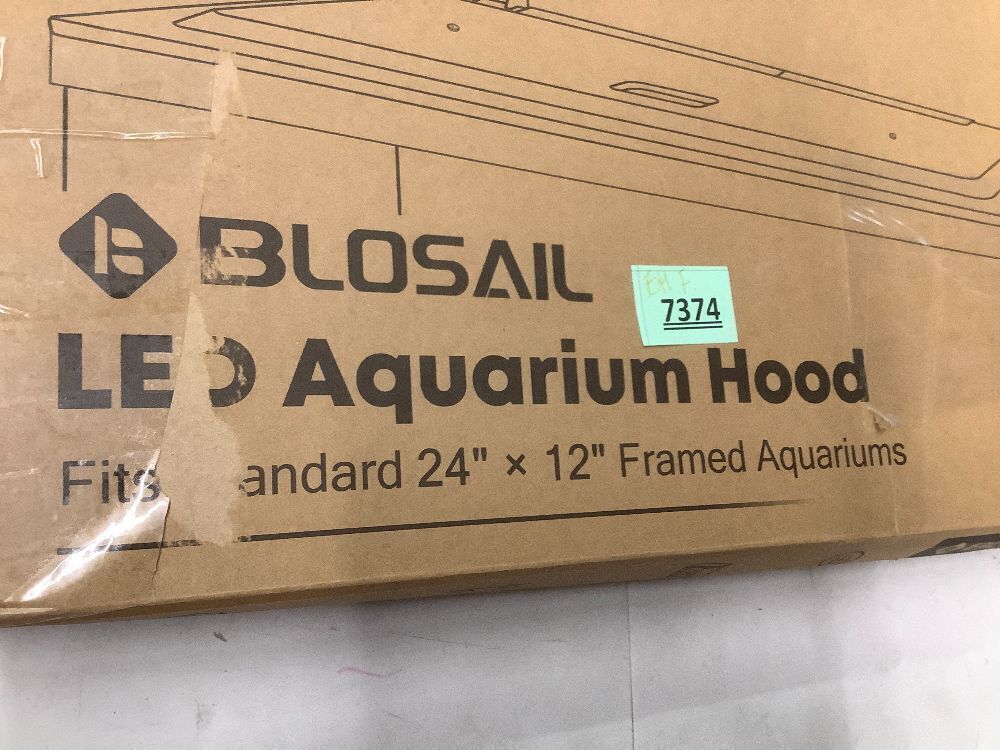 BLOSAIL
7374
LED Aquarium Hood
Fits andard 24" × 12" Framed Aquariums